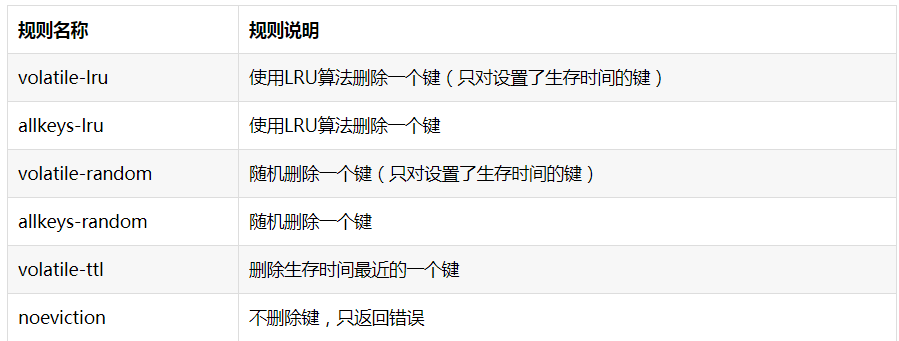 规则名称 规则说明
volatile-lru 使用LRU算法删除一个键（只对设置了生存时间的键）
allkeys-lru 使用LRU算法删除一个键
volatile-random 随机删除一个键（只对设置了生存时间的键）
allkeys-random 随机删除一个键
volatile-ttl 删除生存时间最近的一个键
noeviction 不删除键，只返回错误